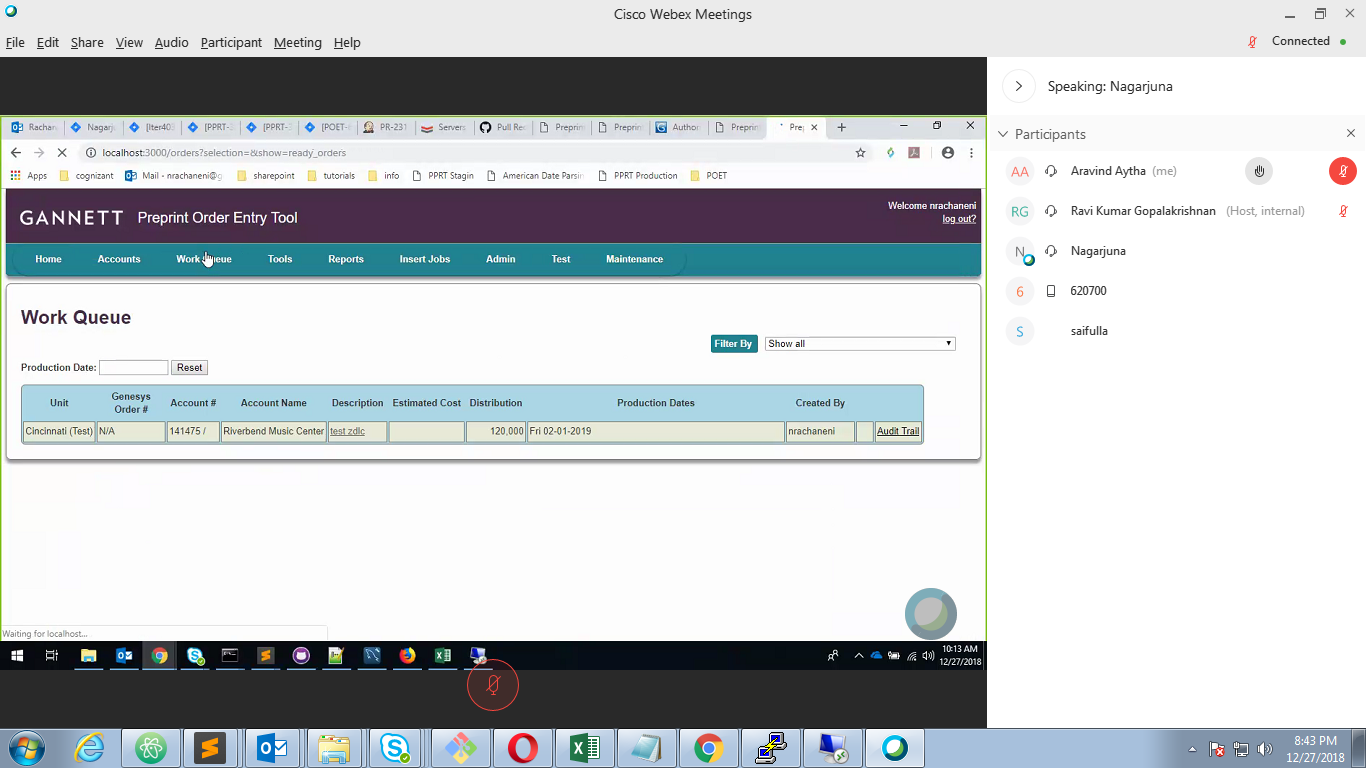 Cisco Webex Meetings
File Edit Share View Audio Participant Meeting Help
Connected
Speaking: Nagarjuna
Participants
Aravind Aytha (me)
Ravi Kumar Gopalakrishnan (Host, internal)
Nagarjuna
620700
saifulla
AA
RG
N
6
S
Rachan Nagarj [Iter403 [PPRT-2 [PPRT- [POET- PR-231 Servers Pull Re Preprin Preprin Author Preprin Prep
localhost:3000/orders?selection=&show=ready_orders
Apps cognizant Mail - nrachaneni@g sharepoint tutorials info PPRT Stagin American Date Parsin PPRT Production POET
GANNETT Preprint Order Entry Tool
Welcome nrachaneni
log out?
Home Accounts Work Queue Tools Reports Insert Jobs Admin Test Maintenance
Work Queue
Filter By Show all
Production Date: Reset
Unit Genesys Order # Account # Account Name Description Estimated Cost Distribution Production Dates Created By
Cincinnati (Test) N/A 141475 / Riverbend Music Center test zdlc 120,000 Fri 02-01-2019 nrachaneni Audit Trail
Waiting for localhost...
10:13 AM
12/27/2018
8:43 PM
12/27/2018